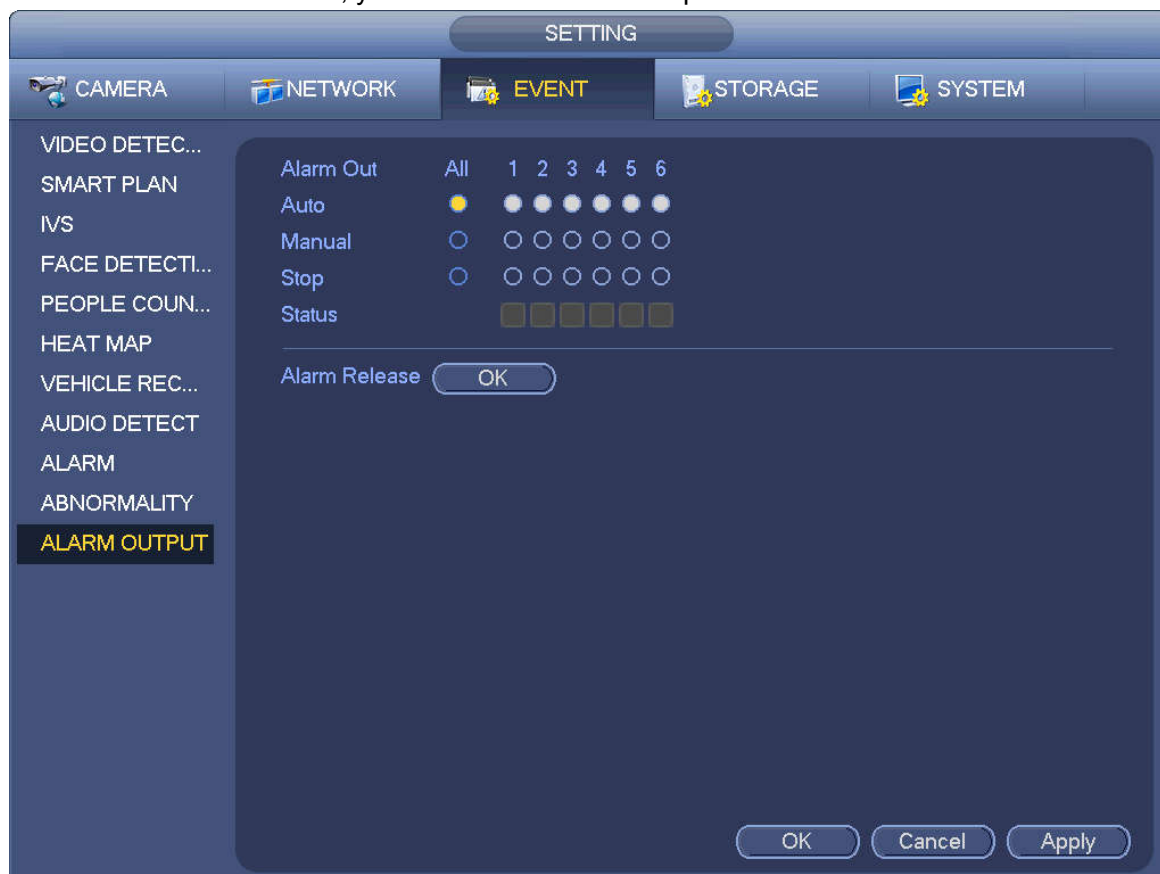 SETTING
CAMERA NETWORK EVENT STORAGE SYSTEM
VIDEO DETEC...
SMART PLAN
IVS
FACE DETECTI...
PEOPLE COUN...
HEAT MAP
VEHICLE REC...
AUDIO DETECT
ALARM
ABNORMALITY
ALARM OUTPUT
Alarm Out All 1 2 3 4 5 6
Auto
Manual
Stop
Status
Alarm Release OK
OK Cancel Apply